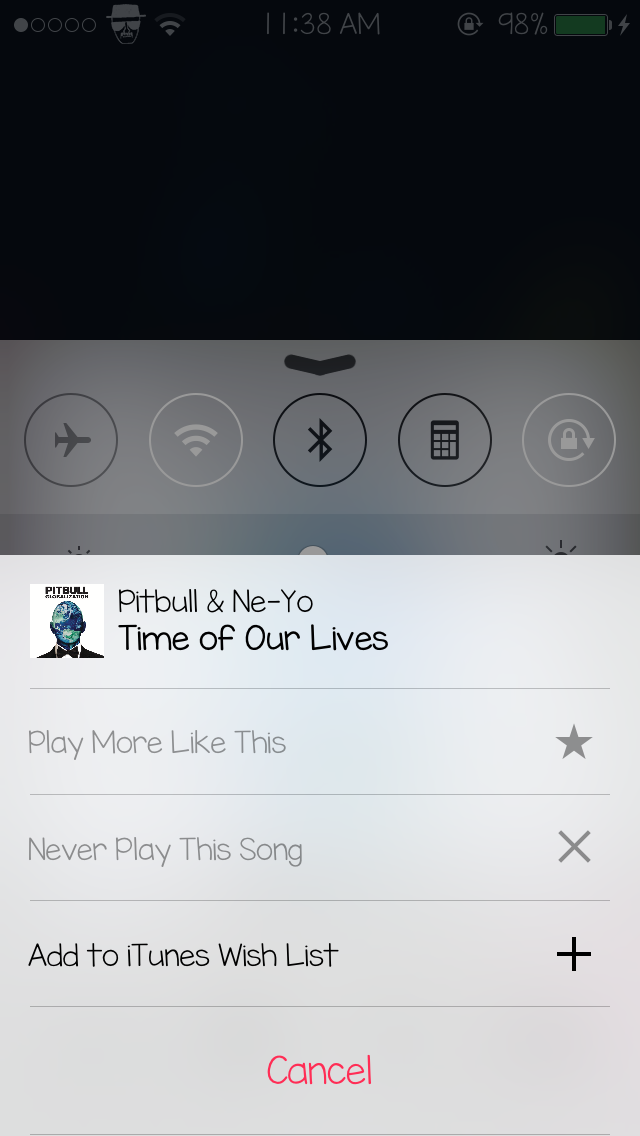 11:38 AM 98%
PITBULL
GLOBALIZATION
Pitbull & Ne-Yo
Time of Our Lives
Play More Like This
Never Play This Song
Add to iTunes Wish List
Cancel